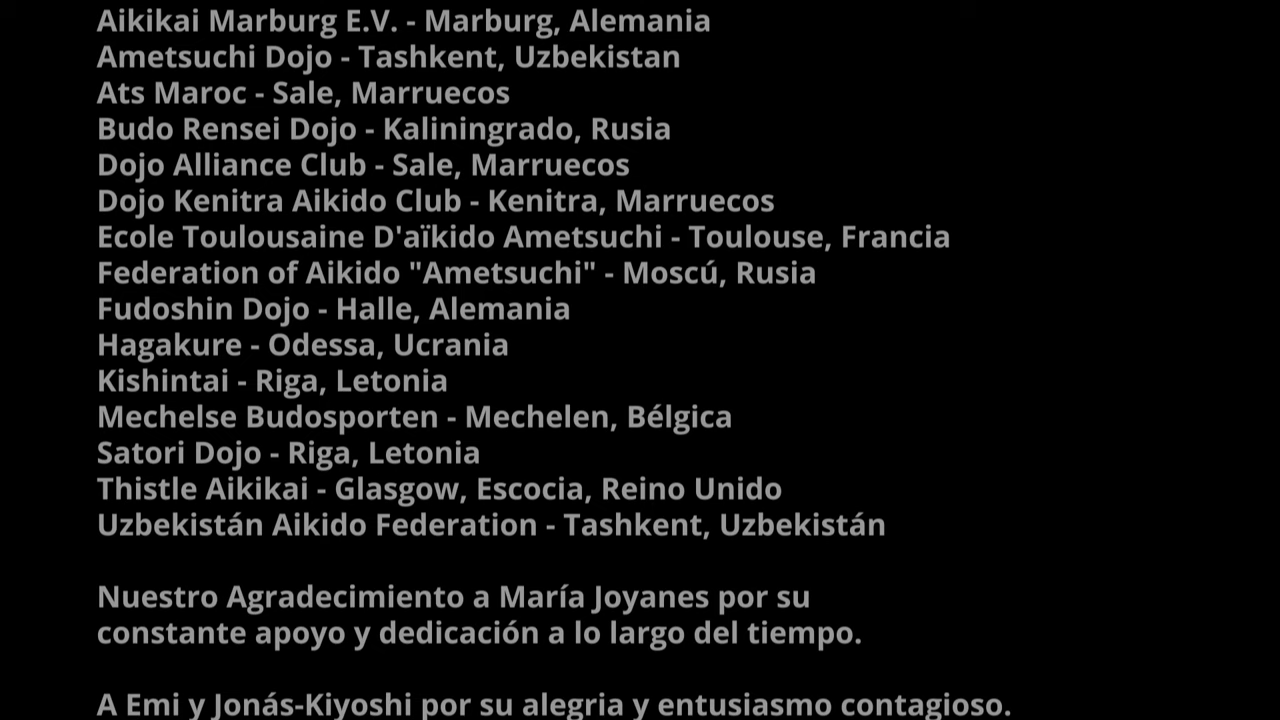 Aikikai Marburg E.V. - Marburg, Alemania
Ametsuchi Dojo - Tashkent, Uzbekistan
Ats Maroc - Sale, Marruecos
Budo Rensei Dojo - Kaliningrado, Rusia
Dojo Alliance Club - Sale, Marruecos
Dojo Kenitra Aikido Club - Kenitra, Marruecos
Ecole Toulousaine D'aïkido Ametsuchi - Toulouse, Francia
Federation of Aikido "Ametsuchi" - Moscú, Rusia
Fudoshin Dojo - Halle, Alemania
Hagakure - Odessa, Ucrania
Kishintai - Riga, Letonia
Mechelse Budosporten - Mechelen, Bélgica
Satori Dojo - Riga, Letonia
Thistle Aikikai - Glasgow, Escocia, Reino Unido
Uzbekistán Aikido Federation - Tashkent, Uzbekistán
Nuestro Agradecimiento a María Joyanes por su
constante apoyo y dedicación a lo largo del tiempo.
A Emi y Jonás-Kiyoshi por su alegria y entusiasmo contagioso.